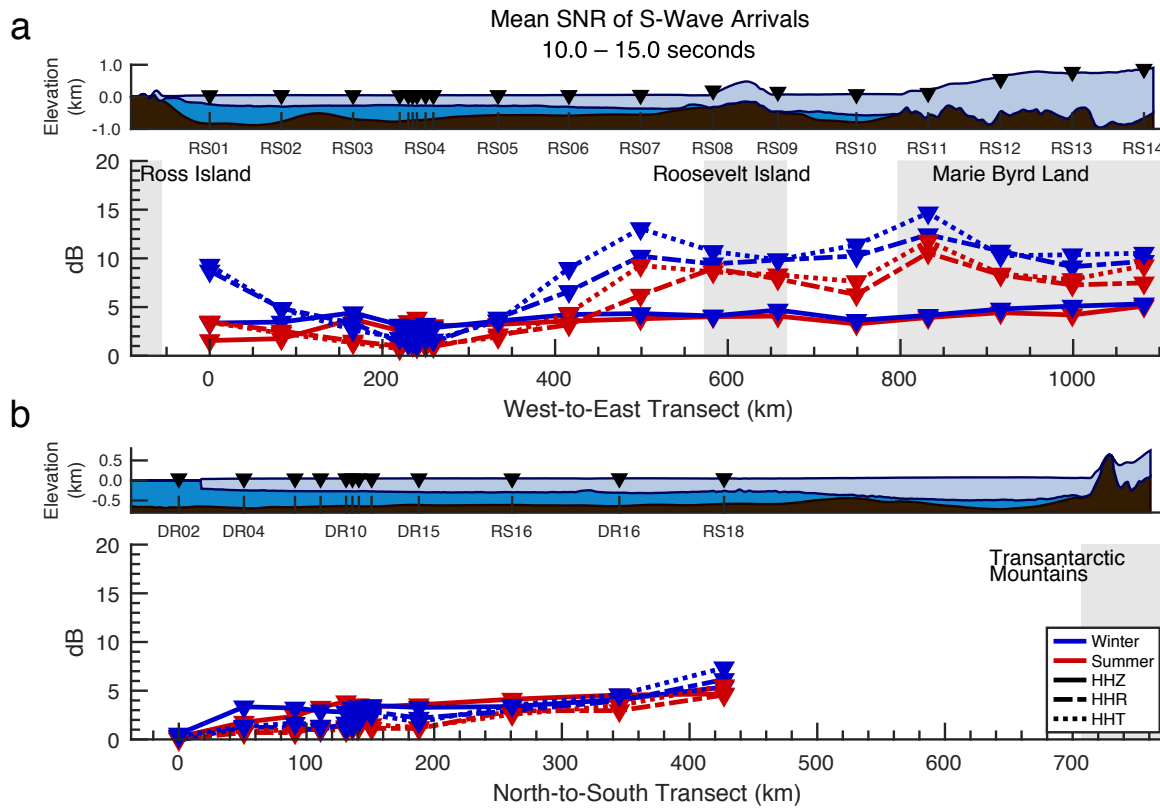 a
Mean SNR of S-Wave Arrivals
10.0 – 15.0 seconds
Elevation
(km)
1.0
0.0
-1.0
RS01 RS02 RS03 RS04 RS05 RS06 RS07 RS08 RS09 RS10 RS11 RS12 RS13 RS14
Ross Island Roosevelt Island Marie Byrd Land
dB
20
15
10
5
0
0 200 400 600 800 1000
West-to-East Transect (km)
b
Elevation
(km)
0.5
0.0
-0.5
DR02 DR04 DR10 DR15 RS16 DR16 RS18
Transantarctic
Mountains
dB
20
15
10
5
0
Winter
Summer
HHZ
HHR
HHT
0 100 200 300 400 500 600 700
North-to-South Transect (km)